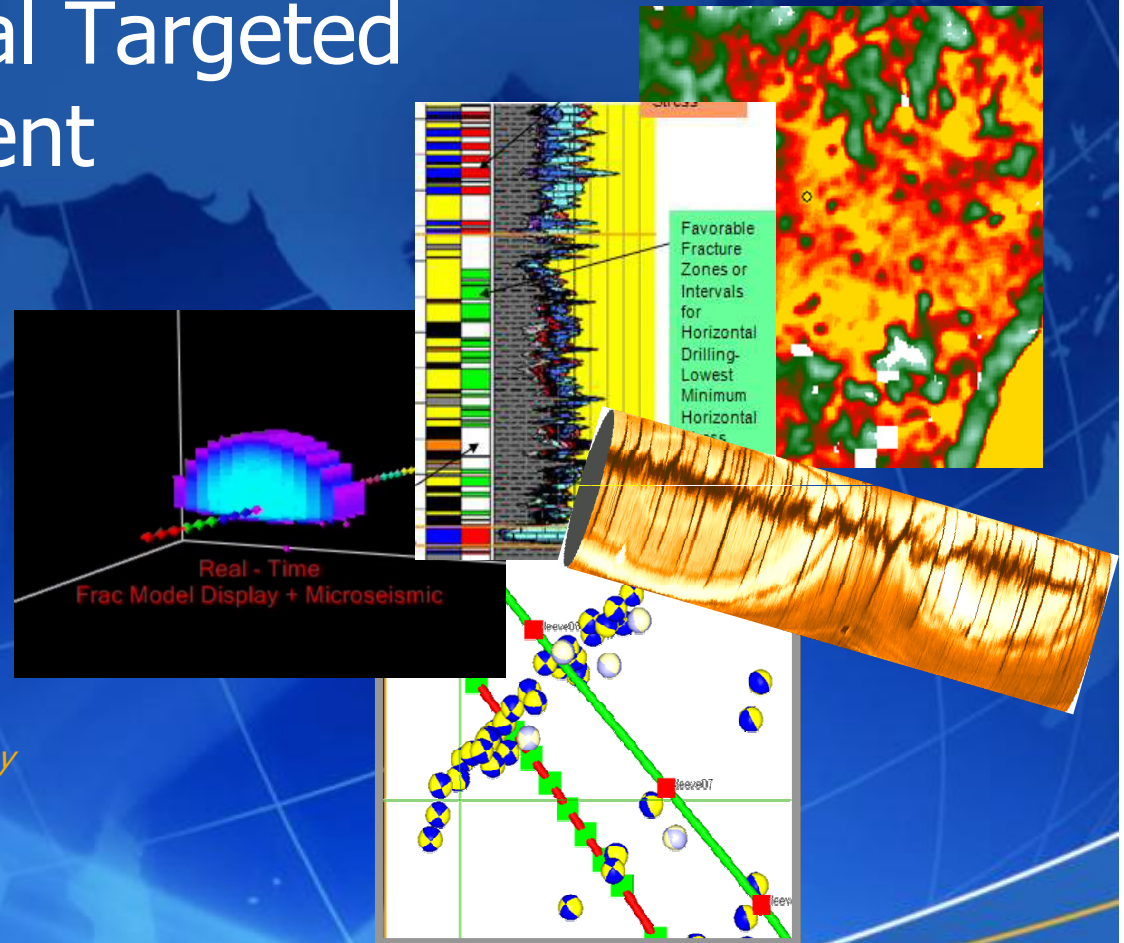 al Targeted
ent
Stress
Favorable
Fracture
Zones or
Intervals
for
Horizontal
Drilling-
Lowest
Minimum
Horizontal
Real - Time
Frac Model Display + Microseismic
leeve07
y